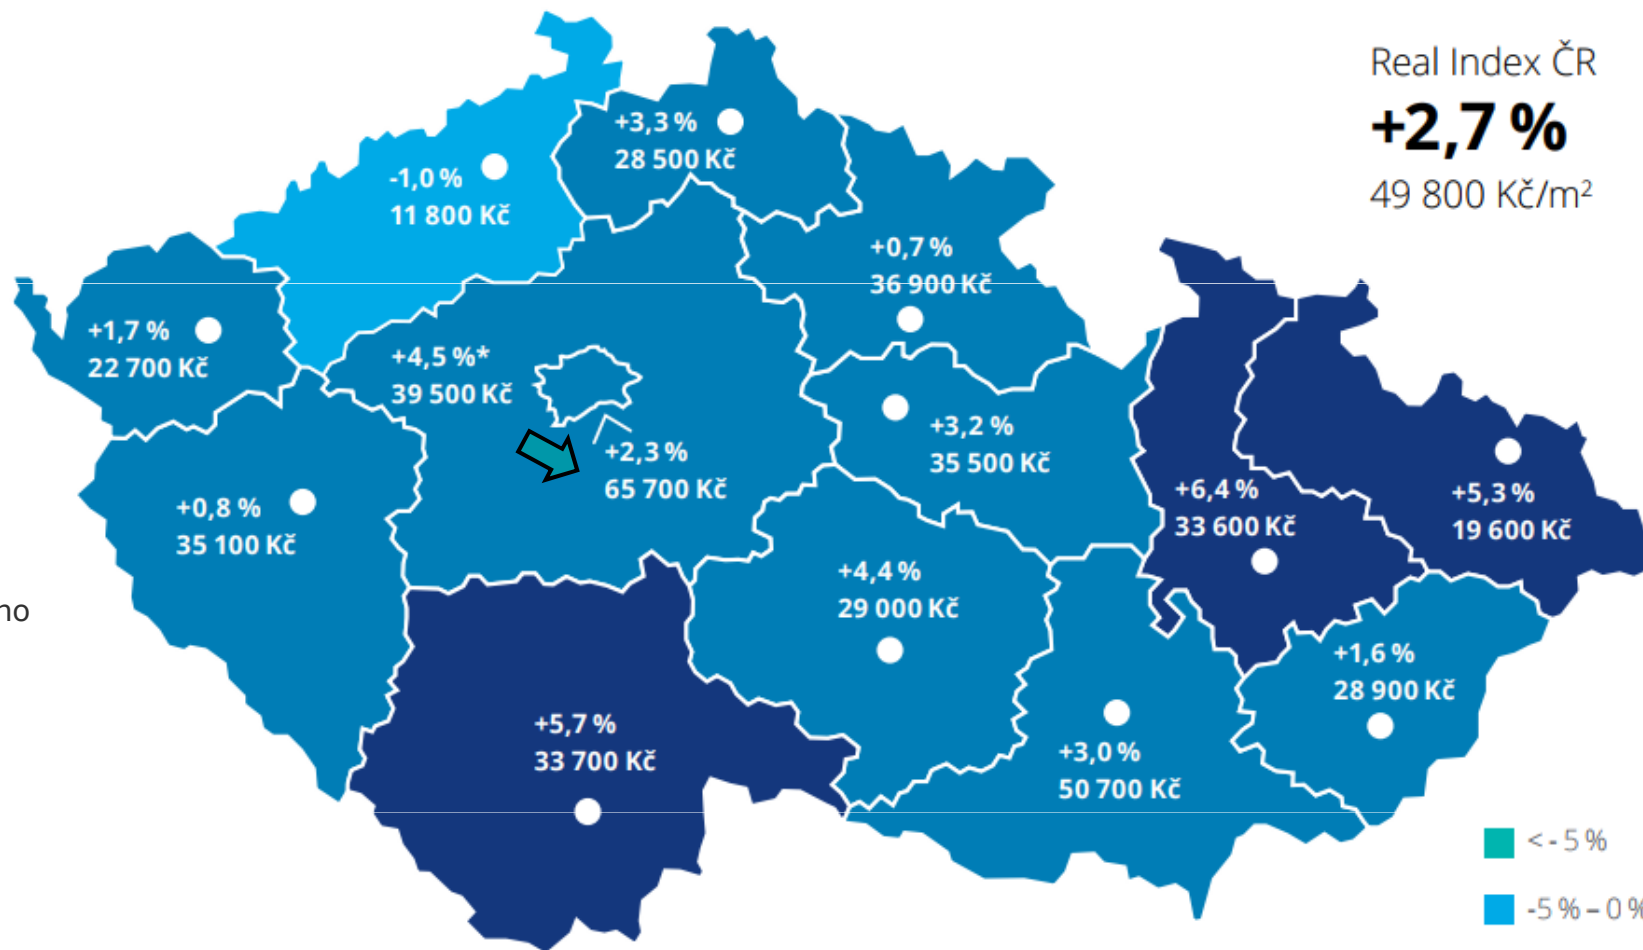 Real Index ČR
+2,7 %
49 800 Kč/m²
+3,3 %
28 500 Kč
-1,0 %
11 800 Kč
+0,7 %
36 900 Kč
+1,7 %
22 700 Kč
+4,5 %*
39 500 Kč
+2,3 %
65 700 Kč
+3,2 %
35 500 Kč
+0,8 %
35 100 Kč
+6,4 %
33 600 Kč
+5,3 %
19 600 Kč
+4,4 %
29 000 Kč
no
+1,6 %
28 900 Kč
+5,7 %
33 700 Kč
+3,0 %
50 700 Kč
< - 5 %
-5 % – 0 %